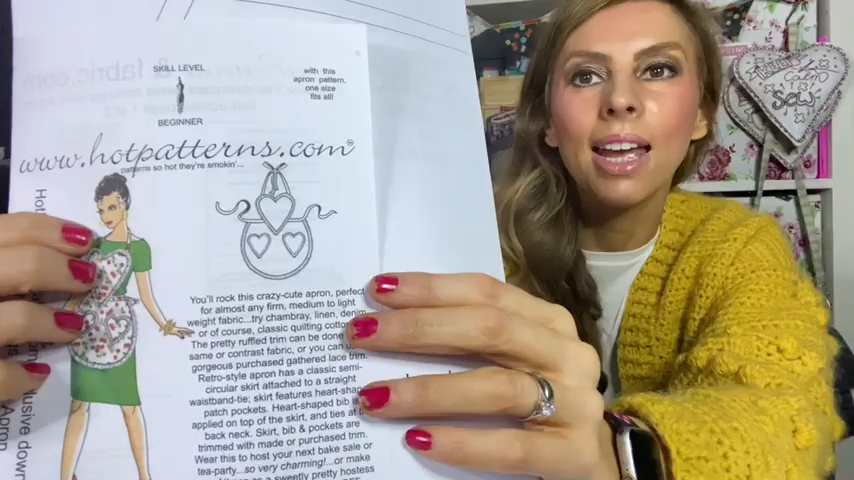 SKILL LEVEL
BEGINNER
with this
apron pattern,
one size
fits all!
www.hotpatterns.com®
patterns so hot they're smokin'...
You'll rock this crazy-cute apron, perfect
for almost any firm, medium to light
weight fabric...try chambray, linen, denim
or of course, classic quilting cotton
The pretty ruffled trim can be done
same or contrast fabric, or you can
gorgeous purchased gathered lace trim.
Retro-style apron has a classic semi-
circular skirt attached to a straight
waistband-tie; skirt features heart-shap
patch pockets. Heart-shaped bib is
applied on top of the skirt, and ties at
back neck. Skirt, bib & pockets are
trimmed with made or purchased trim.
Wear this to host your next bake sale or
tea-party...so very charming!...or make
a sweetly pretty hostess
Apron
Calm
SEW